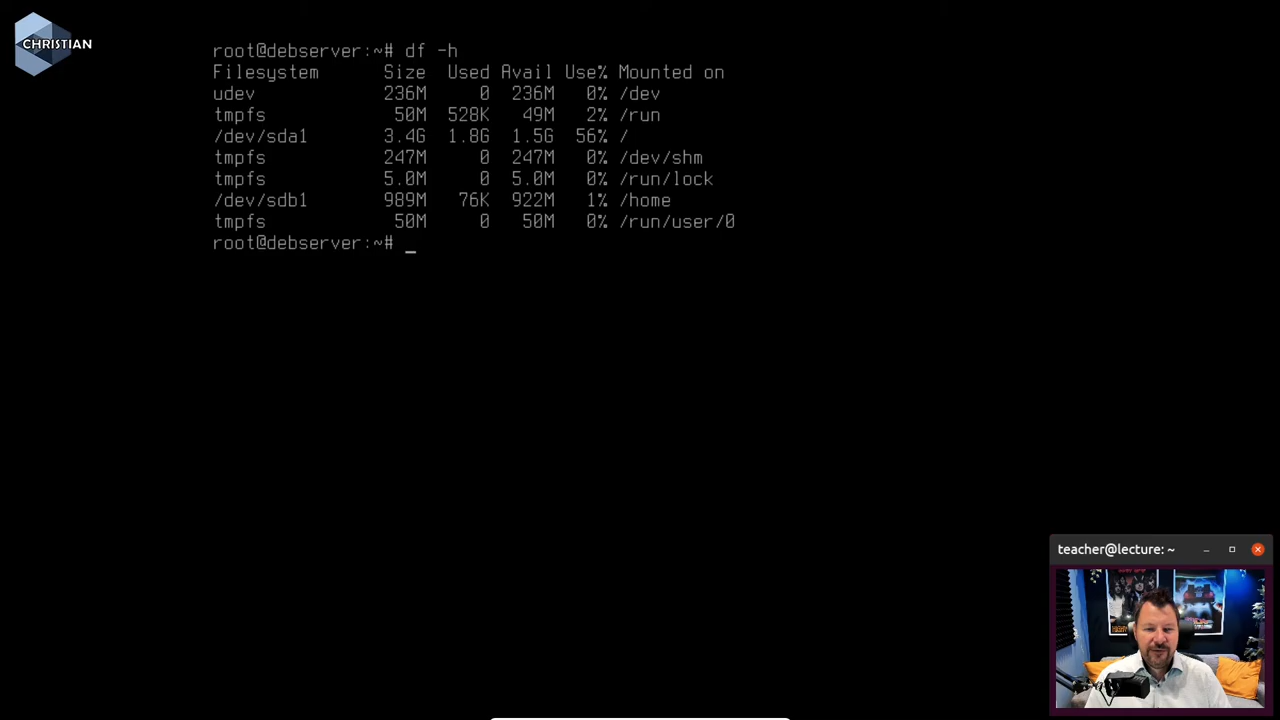 CHRISTIAN
root@debserver:~# df -h
Filesystem      Size  Used Avail Use% Mounted on
udev            236M     0  236M   0% /dev
tmpfs            50M  528K   49M   2% /run
/dev/sda1       3.4G  1.8G  1.5G  56% /
tmpfs           247M     0  247M   0% /dev/shm
tmpfs           5.0M     0  5.0M   0% /run/lock
/dev/sdb1       989M   76K  922M   1% /home
tmpfs            50M     0   50M   0% /run/user/0
root@debserver:~# _
teacher@lecture: ~